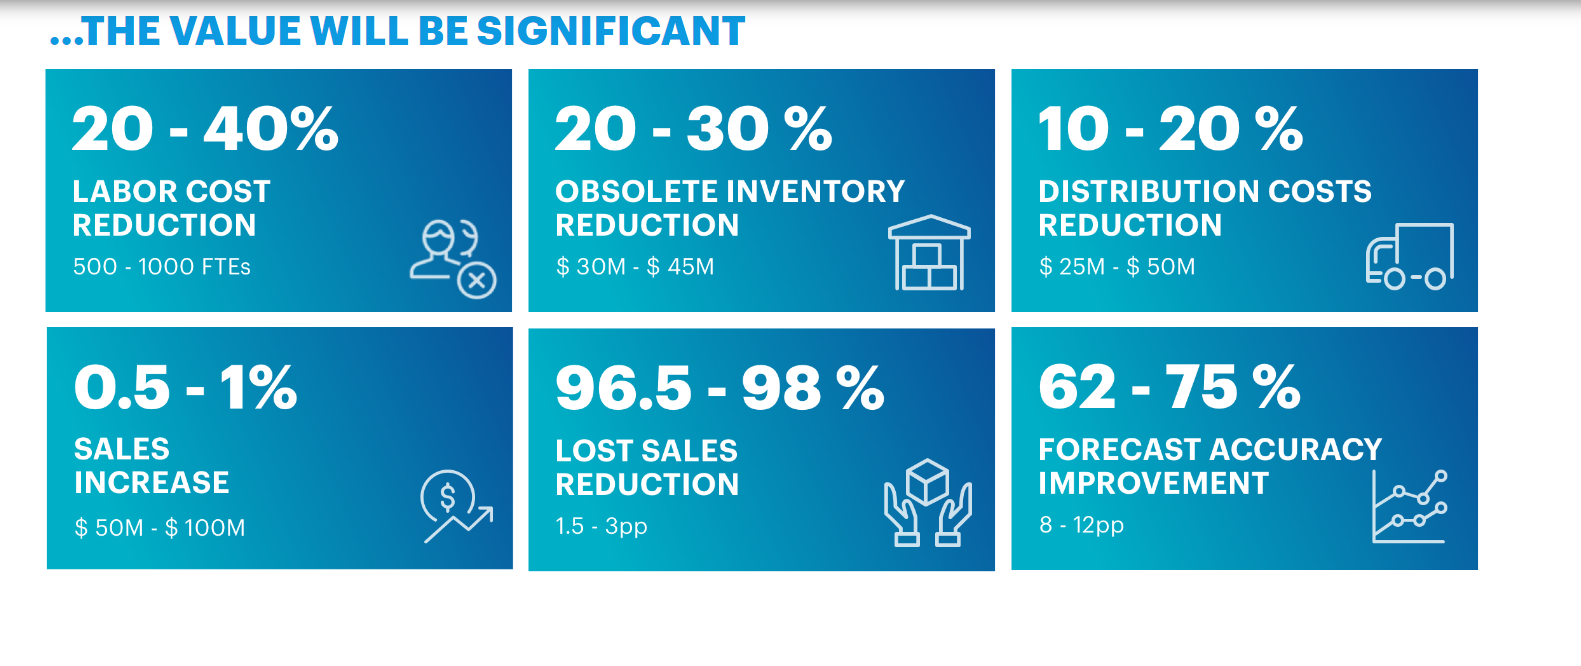 ...THE VALUE WILL BE SIGNIFICANT
20 - 40%
LABOR COST
REDUCTION
500 - 1000 FTEs
20 - 30 %
OBSOLETE INVENTORY
REDUCTION
$ 30M - $ 45M
10 - 20 %
DISTRIBUTION COSTS
REDUCTION
$ 25M - $ 50M
0.5 - 1%
SALES
INCREASE
$ 50M - $ 100M
96.5 - 98 %
LOST SALES
REDUCTION
1.5 - 3pp
62 - 75 %
FORECAST ACCURACY
IMPROVEMENT
8 - 12pp